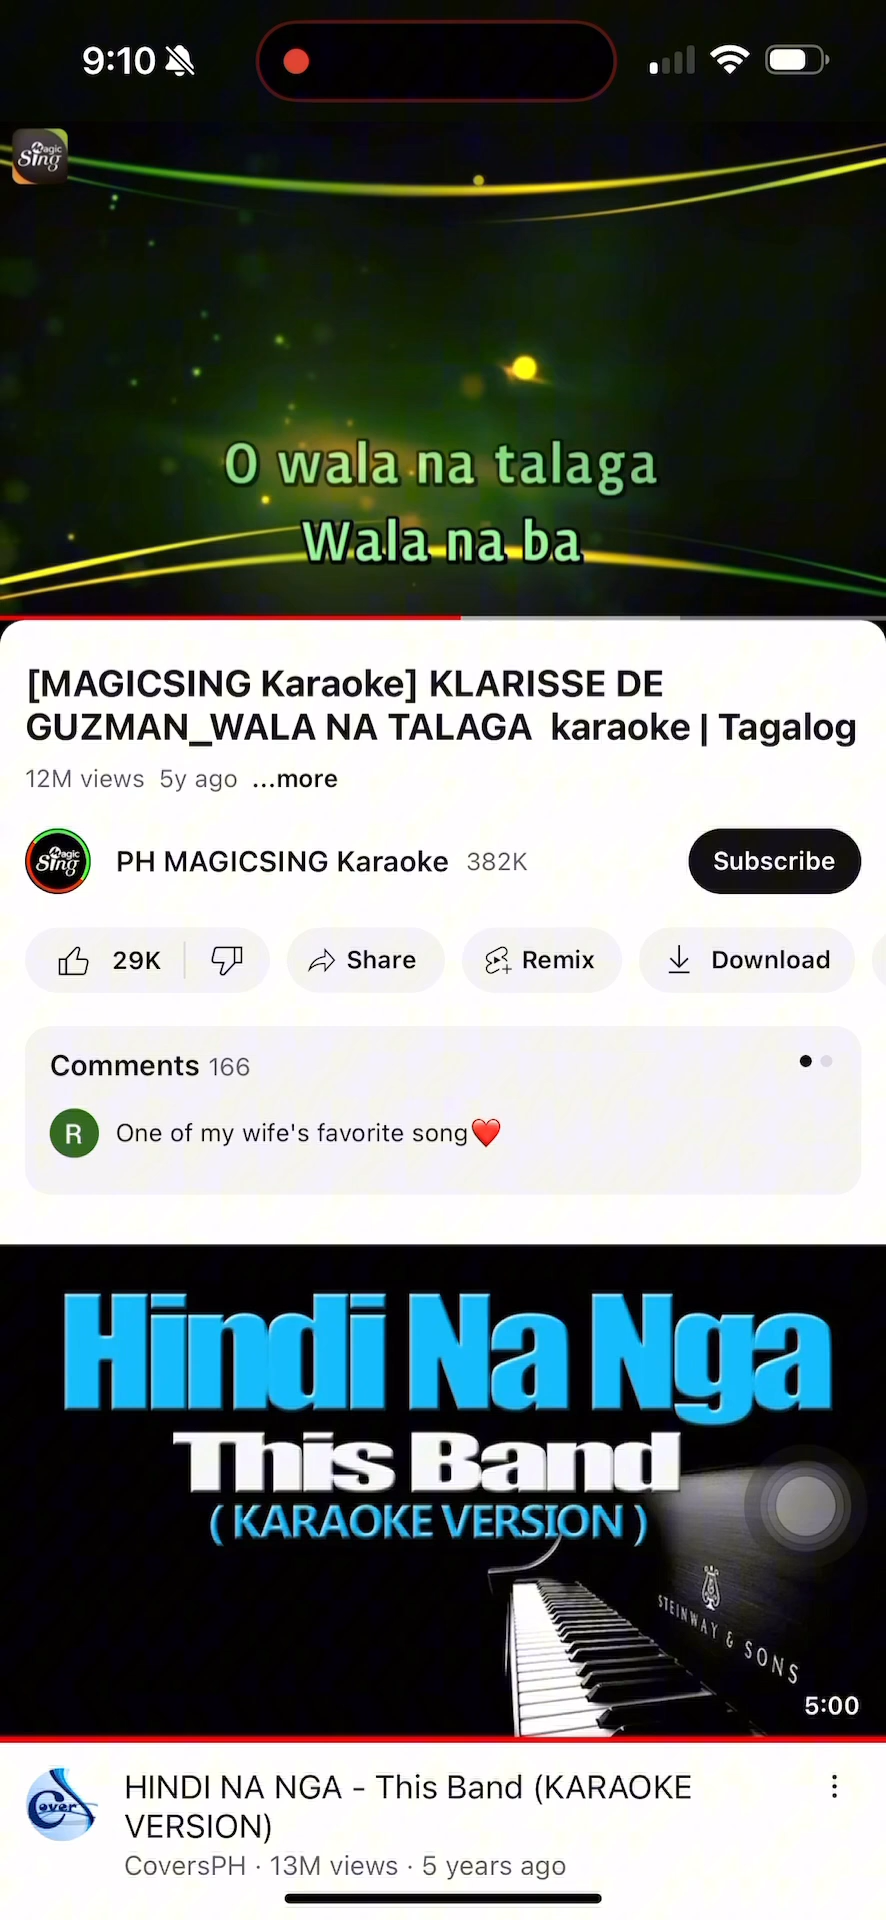 9:10
Magic
Sing
O wala na talaga
Wala na ba
[MAGICSING Karaoke] KLARISSE DE
GUZMAN_WALA NA TALAGA karaoke | Tagalog
12M views 5y ago ...more
Magic
Sing
PH MAGICSING Karaoke 382K
Subscribe
29K
Share
Remix
Download
Comments 166
R
One of my wife's favorite song❤️
Hindi Na Nga
This Band
( KARAOKE VERSION )
STEINWAY & SONS
5:00
Cover
HINDI NA NGA - This Band (KARAOKE
VERSION)
CoversPH · 13M views · 5 years ago